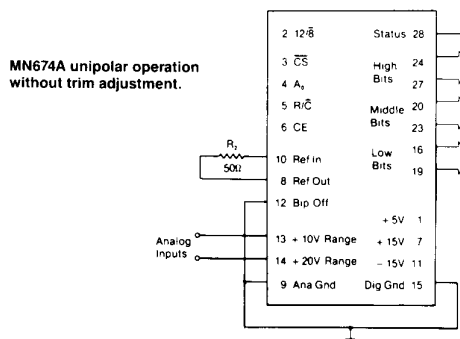 MN674A unipolar operation
without trim adjustment.
2 12/8̅
3 C̅S̅
4 A₀
5 R/C̅
6 CE
R₂
50Ω
10 Ref In
8 Ref Out
12 Bip Off
Analog
Inputs
13 + 10V Range
14 + 20V Range
9 Ana Gnd
Status 28
High
Bits
24
27
Middle
Bits
20
23
Low
Bits
16
19
+ 5V 1
+ 15V 7
− 15V 11
Dig Gnd 15